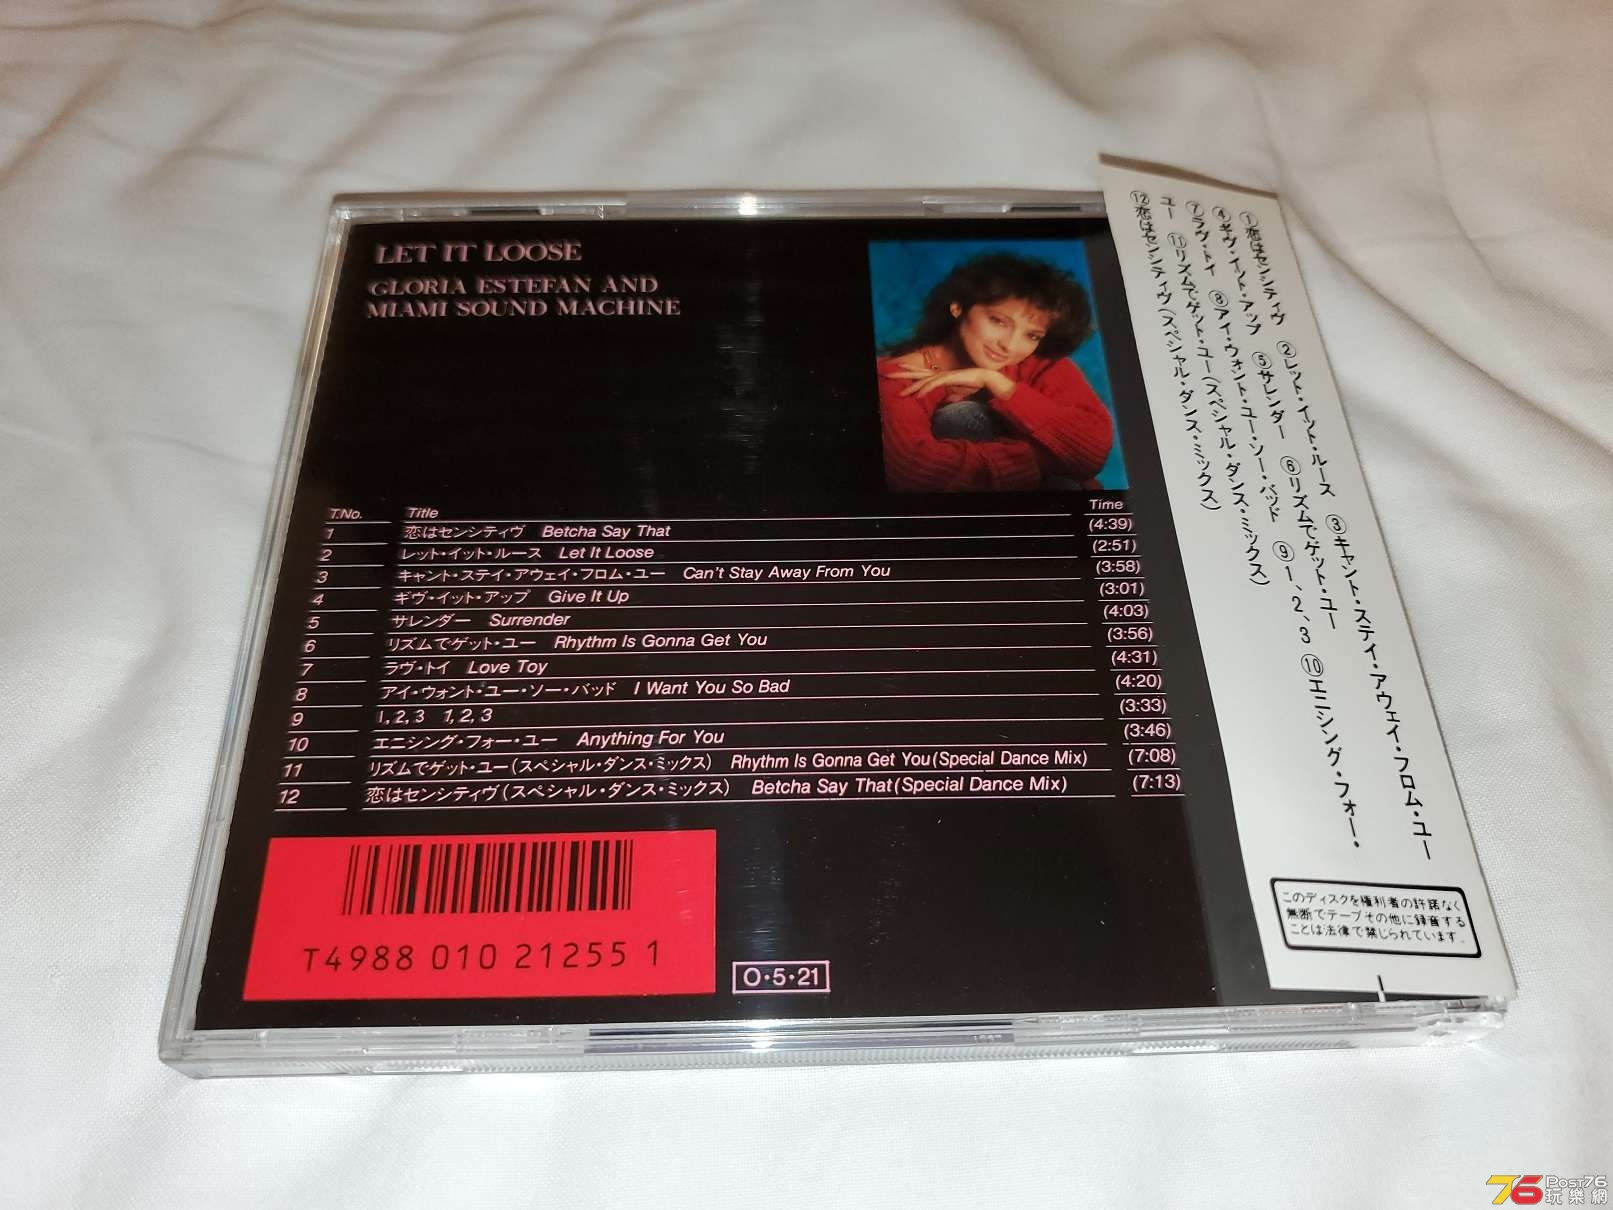 LET IT LOOSE
GLORIA ESTEFAN AND
MIAMI SOUND MACHINE
T.No. Title Time
1 恋はセンシティヴ Betcha Say That (4:39)
2 レット・イット・ルース Let It Loose (2:51)
3 キャント・ステイ・アウェイ・フロム・ユー Can't Stay Away From You (3:58)
4 ギヴ・イット・アップ Give It Up (3:01)
5 サレンダー Surrender (4:03)
6 リズムでゲット・ユー Rhythm Is Gonna Get You (3:56)
7 ラヴ・トイ Love Toy (4:31)
8 アイ・ウォント・ユー・ソー・バッド I Want You So Bad (4:20)
9 1, 2, 3 1, 2, 3 (3:33)
10 エニシング・フォー・ユー Anything For You (3:46)
11 リズムでゲット・ユー(スペシャル・ダンス・ミックス) Rhythm Is Gonna Get You(Special Dance Mix) (7:08)
12 恋はセンシティヴ(スペシャル・ダンス・ミックス) Betcha Say That(Special Dance Mix) (7:13)
T4988 010 21255 1
O・5・21
①恋はセンシティヴ ②レット・イット・ルース ③キャント・ステイ・アウェイ・フロム・ユー
④ギヴ・イット・アップ ⑤サレンダー ⑥リズムでゲット・ユー
⑦ラヴ・トイ ⑧アイ・ウォント・ユー・ソー・バッド ⑨1、2、3 ⑩エニシング・フォー・
ユー ⑪リズムでゲット・ユー(スペシャル・ダンス・ミックス)
⑫恋はセンシティヴ(スペシャル・ダンス・ミックス)
このディスクを権利者の許諾なく
無断でテープその他に録音する
ことは法律で禁じられています。
76 Post76
玩樂網